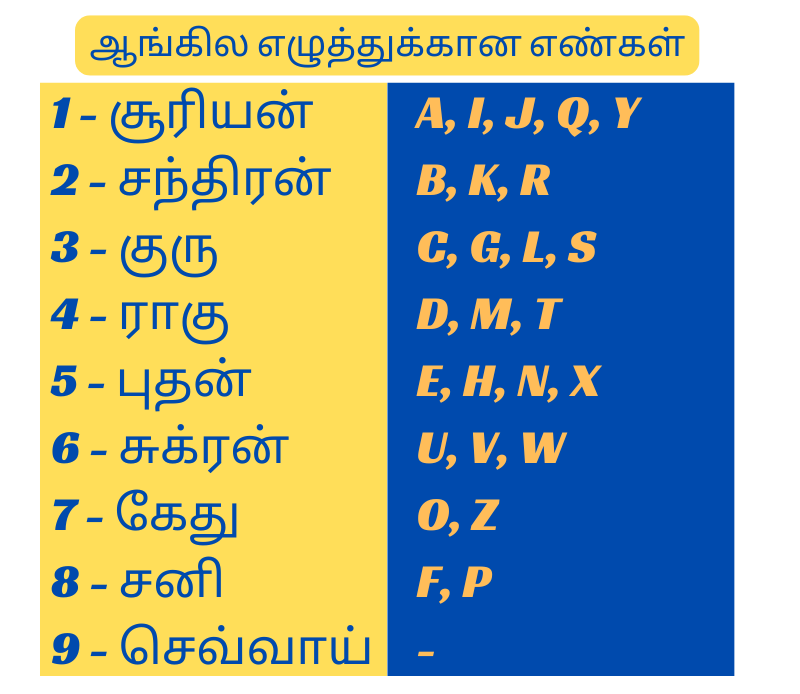 ஆங்கில எழுத்துக்கான எண்கள்
1 - சூரியன் A, I, J, Q, Y
2 - சந்திரன் B, K, R
3 - குரு C, G, L, S
4 - ராகு D, M, T
5 - புதன் E, H, N, X
6 - சுக்ரன் U, V, W
7 - கேது O, Z
8 - சனி F, P
9 - செவ்வாய் -